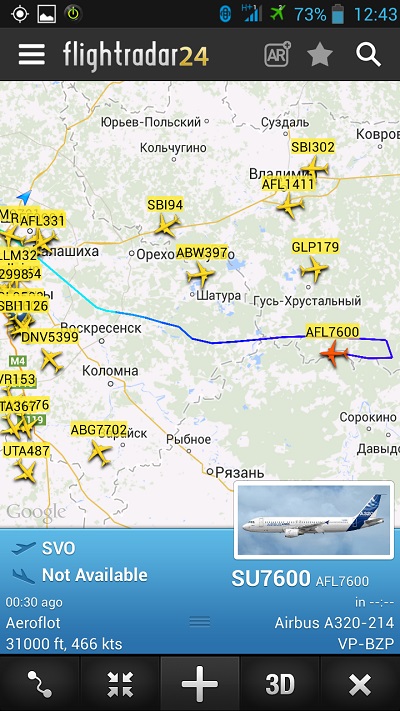 H+ 73% 12:43
flightradar24 AR+
Юрьев-Польский
Суздаль
Кольчугино
Ковров
SBI302
Владими
AFL1411
SBI94
AFL331
алашиха
Орехо
ABW397
GLP179
Шатура
Гусь-Хрустальный
SBI1126
Воскресенск
AFL7600
DNV5399
M4
Коломна
VR153
TA367 76
119
Сорокино
ABG7702
Зарайск
Рыбное
Давыдо
UTA487
Рязань
Google
SVO
Not Available
SU7600 AFL7600
00:30 ago
in --:--
Aeroflot
Airbus A320-214
31000 ft, 466 kts
VP-BZP
3D